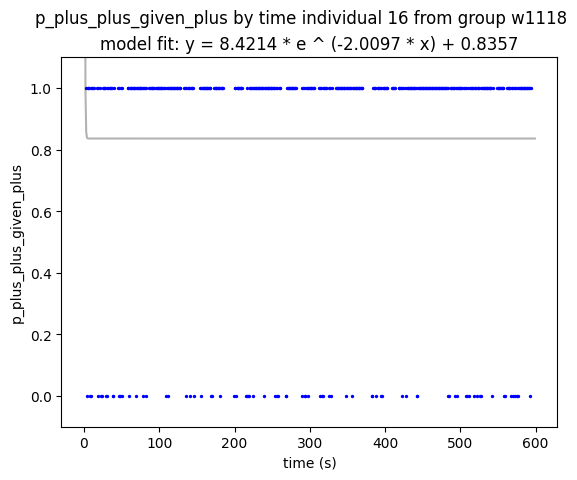 p_plus_plus_given_plus by time individual 16 from group w1118
model fit: y = 8.4214 * e ^ (-2.0097 * x) + 0.8357
p_plus_plus_given_plus
1.0
0.8
0.6
0.4
0.2
0.0
0 100 200 300 400 500 600
time (s)